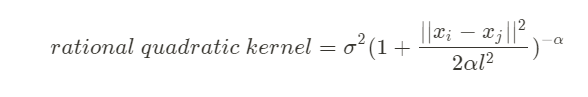 rational quadratic kernel = σ²(1 + ||xᵢ − xⱼ||² / 2αl²)^−α